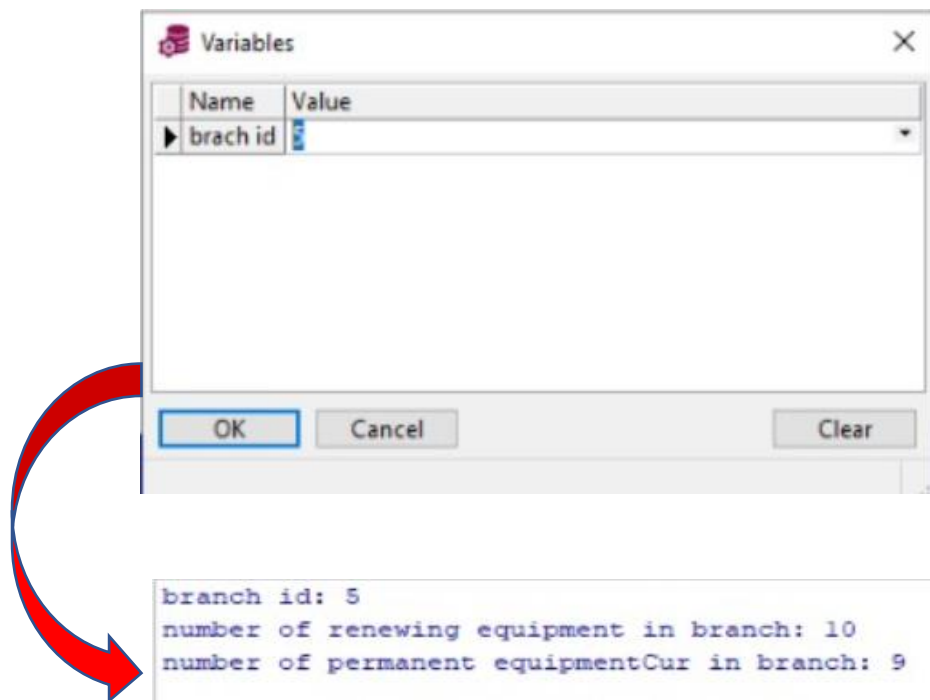 Variables
Name Value
brach id 5
OK Cancel Clear
branch id: 5
number of renewing equipment in branch: 10
number of permanent equipmentCur in branch: 9